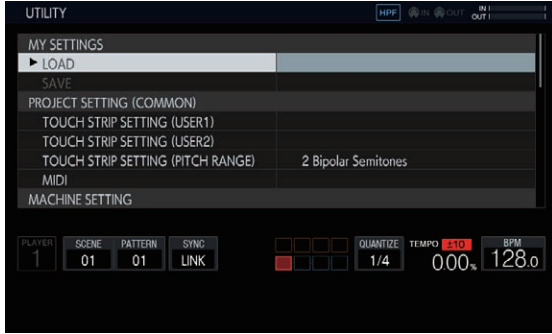 UTILITY HPF IN OUT IN OUT
MY SETTINGS
LOAD
SAVE
PROJECT SETTING (COMMON)
TOUCH STRIP SETTING (USER1)
TOUCH STRIP SETTING (USER2)
TOUCH STRIP SETTING (PITCH RANGE) 2 Bipolar Semitones
MIDI
MACHINE SETTING
PLAYER SCENE PATTERN SYNC QUANTIZE TEMPO ±10 BPM
1 01 01 LINK 1/4 0.00% 128.0